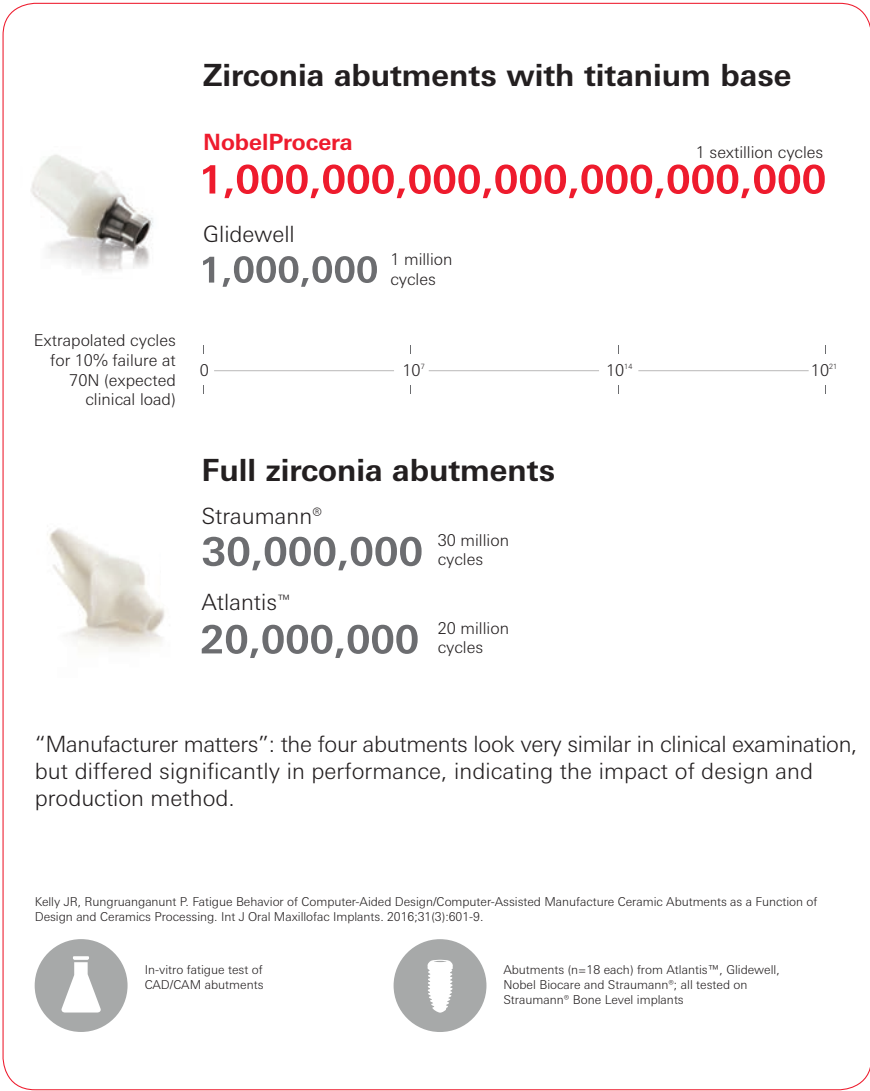 Zirconia abutments with titanium base
NobelProcera
1 sextillion cycles
1,000,000,000,000,000,000,000
Glidewell
1,000,000
1 million
cycles
Extrapolated cycles
for 10% failure at
70N (expected
clinical load)
0
10⁷
10¹⁴
10²¹
Full zirconia abutments
Straumann®
30,000,000
30 million
cycles
Atlantis™
20,000,000
20 million
cycles
“Manufacturer matters”: the four abutments look very similar in clinical examination,
but differed significantly in performance, indicating the impact of design and
production method.
Kelly JR, Rungruanganunt P. Fatigue Behavior of Computer-Aided Design/Computer-Assisted Manufacture Ceramic Abutments as a Function of
Design and Ceramics Processing. Int J Oral Maxillofac Implants. 2016;31(3):601-9.
In-vitro fatigue test of
CAD/CAM abutments
Abutments (n=18 each) from Atlantis™, Glidewell,
Nobel Biocare and Straumann®; all tested on
Straumann® Bone Level implants